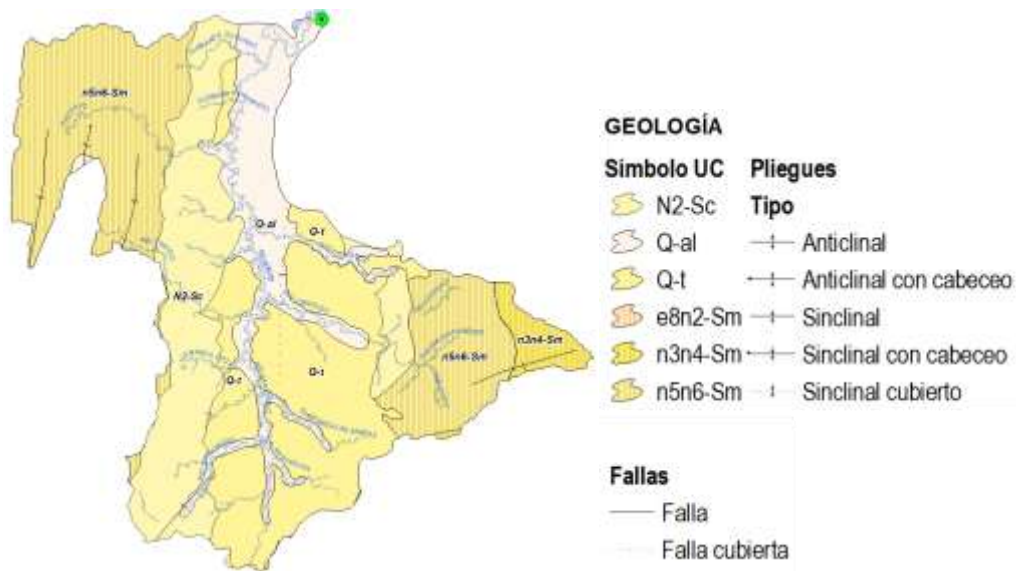 n5n6-Sm
Q-al
Q-t
N2-Sc
n3n4-Sm
n5n6-Sm
Q-t
Q-t
GEOLOGÍA
Simbolo UC Pliegues
N2-Sc Tipo
Q-al Anticlinal
Q-t Anticlinal con cabeceo
e8n2-Sm Sinclinal
n3n4-Sm Sinclinal con cabeceo
n5n6-Sm Sinclinal cubierto
Fallas
Falla
Falla cubierta